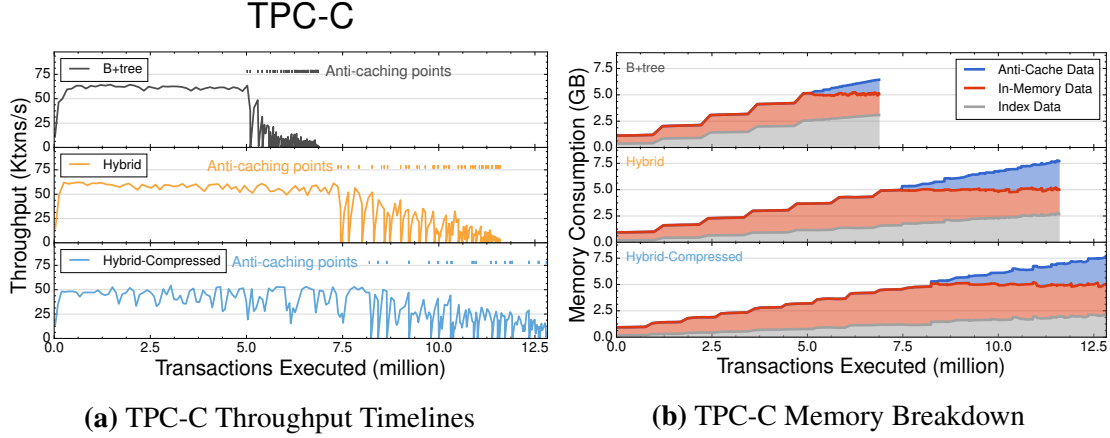 TPC-C
Throughput (Ktxns/s)
75
50
25
0
B+tree
Anti-caching points
75
50
25
0
Hybrid
Anti-caching points
75
50
25
0
Hybrid-Compressed
Anti-caching points
0.0 2.5 5.0 7.5 10.0 12.5
Transactions Executed (million)
(a) TPC-C Throughput Timelines
Memory Consumption (GB)
7.5
5.0
2.5
0.0
B+tree
Anti-Cache Data
In-Memory Data
Index Data
7.5
5.0
2.5
0.0
Hybrid
7.5
5.0
2.5
0.0
Hybrid-Compressed
0.0 2.5 5.0 7.5 10.0 12.5
Transactions Executed (million)
(b) TPC-C Memory Breakdown